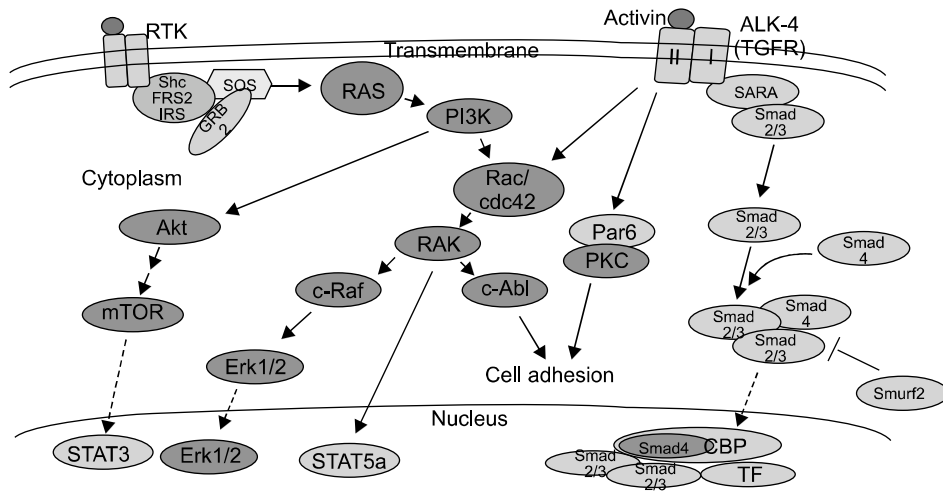 Activin
ALK-4
(TGFR)
RTK
Transmembrane
II
I
Shc
FRS2
IRS
SOS
GRB
2
RAS
PI3K
SARA
Smad
2/3
Cytoplasm
Rac/
cdc42
Akt
RAK
Par6
PKC
Smad
2/3
Smad
4
mTOR
c-Raf
c-Abl
Smad
2/3
Smad
4
Smad
2/3
Erk1/2
Cell adhesion
Smurf2
Nucleus
STAT3
Erk1/2
STAT5a
Smad4
CBP
Smad
2/3
Smad
2/3
TF